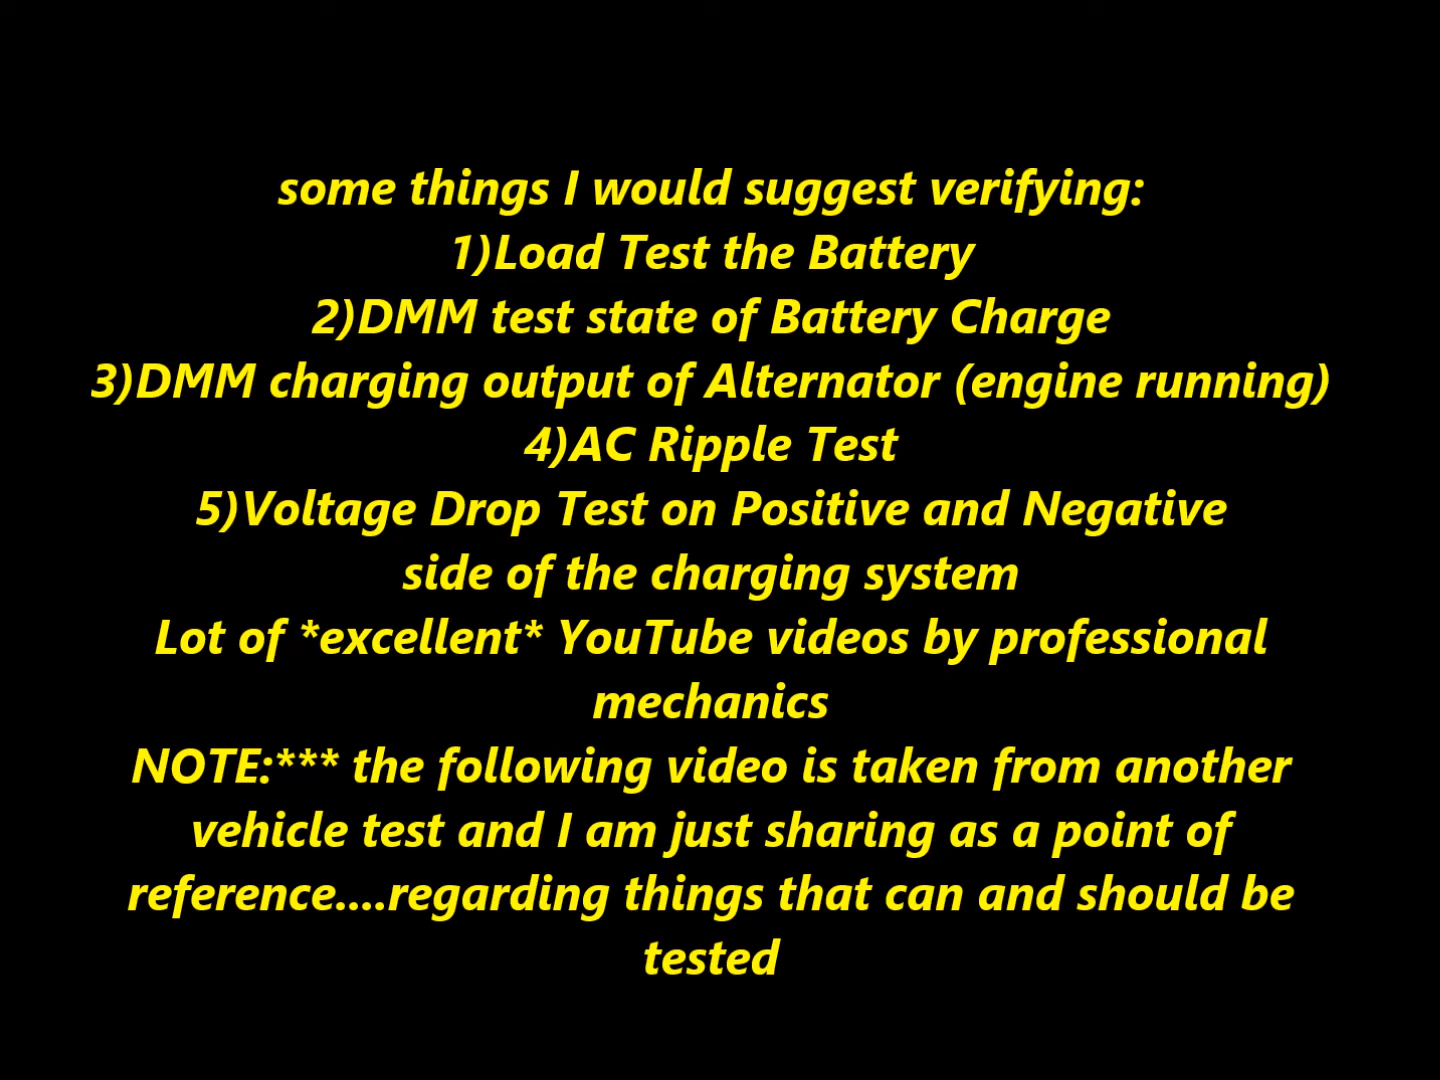 some things I would suggest verifying:
1)Load Test the Battery
2)DMM test state of Battery Charge
3)DMM charging output of Alternator (engine running)
4)AC Ripple Test
5)Voltage Drop Test on Positive and Negative
side of the charging system
Lot of *excellent* YouTube videos by professional
mechanics
NOTE:*** the following video is taken from another
vehicle test and I am just sharing as a point of
reference....regarding things that can and should be
tested